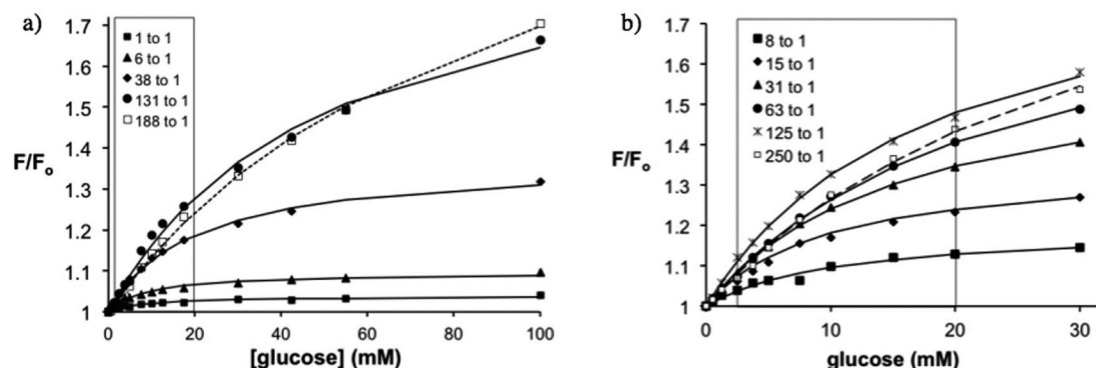 a)
1.7
1.6
1.5
1.4
1.3
1.2
1.1
1
F/Fo
1 to 1
6 to 1
38 to 1
131 to 1
188 to 1
0 20 40 60 80 100
[glucose] (mM)
b)
1.7
1.6
1.5
1.4
1.3
1.2
1.1
1
F/Fo
8 to 1
15 to 1
31 to 1
63 to 1
125 to 1
250 to 1
0 10 20 30
glucose (mM)